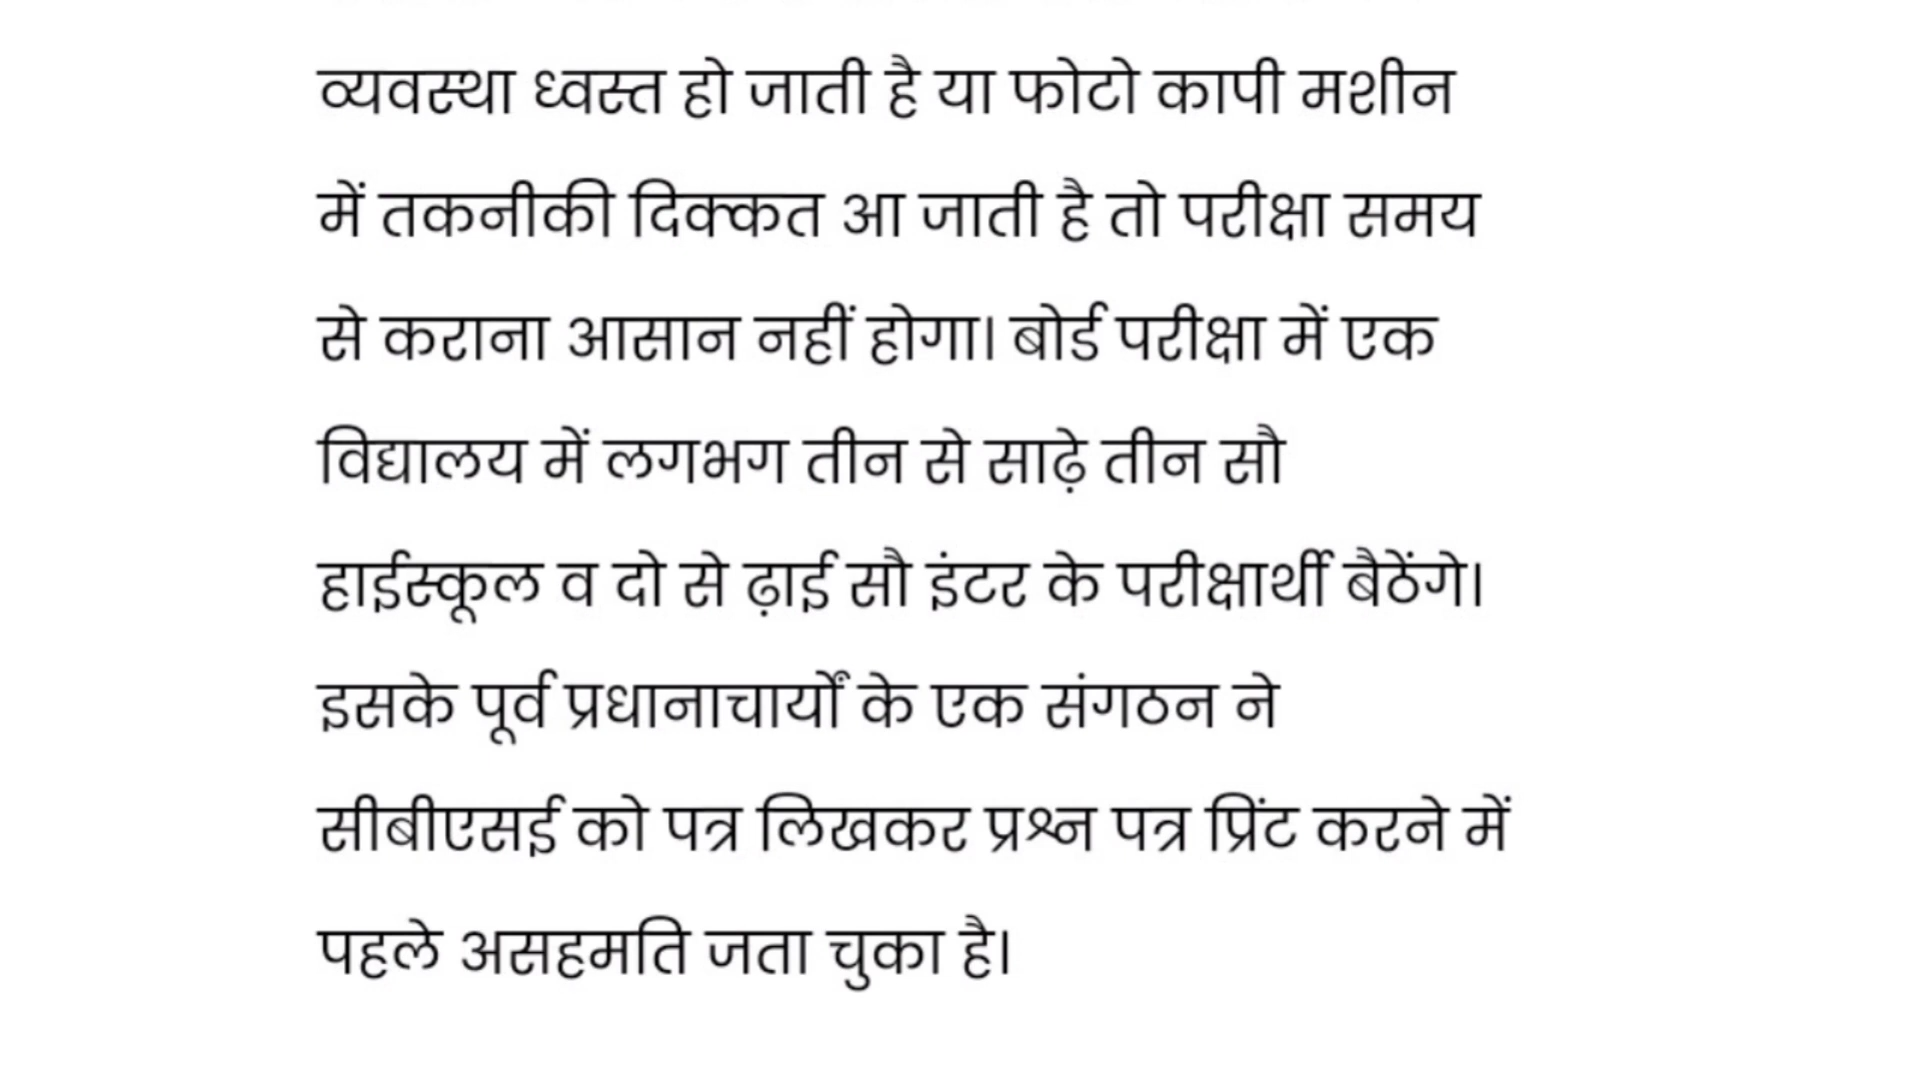 व्यवस्था ध्वस्त हो जाती है या फोटो कापी मशीन
में तकनीकी दिक्कत आ जाती है तो परीक्षा समय
से कराना आसान नहीं होगा। बोर्ड परीक्षा में एक
विद्यालय में लगभग तीन से साढ़े तीन सौ
हाईस्कूल व दो से ढ़ाई सौ इंटर के परीक्षार्थी बैठेंगे।
इसके पूर्व प्रधानाचार्यों के एक संगठन ने
सीबीएसई को पत्र लिखकर प्रश्न पत्र प्रिंट करने में
पहले असहमति जता चुका है।